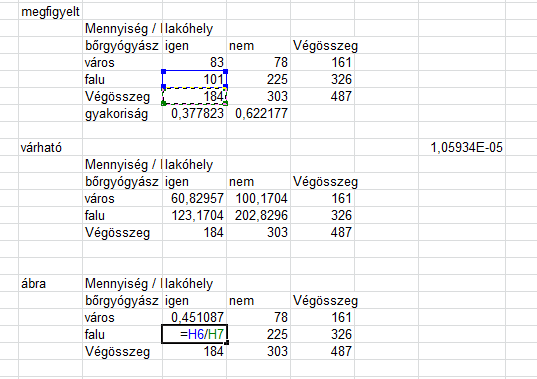 megfigyelt
Mennyiség / l lakóhely
bőrgyógyász igen nem Végösszeg
város 83 78 161
falu 101 225 326
Végösszeg 184 303 487
gyakoriság 0,377823 0,622177
várható 1,05934E-05
Mennyiség / l lakóhely
bőrgyógyász igen nem Végösszeg
város 60,82957 100,1704 161
falu 123,1704 202,8296 326
Végösszeg 184 303 487
ábra Mennyiség / l lakóhely
bőrgyógyász igen nem Végösszeg
város 0,451087 78 161
falu =H6/H7 225 326
Végösszeg 184 303 487